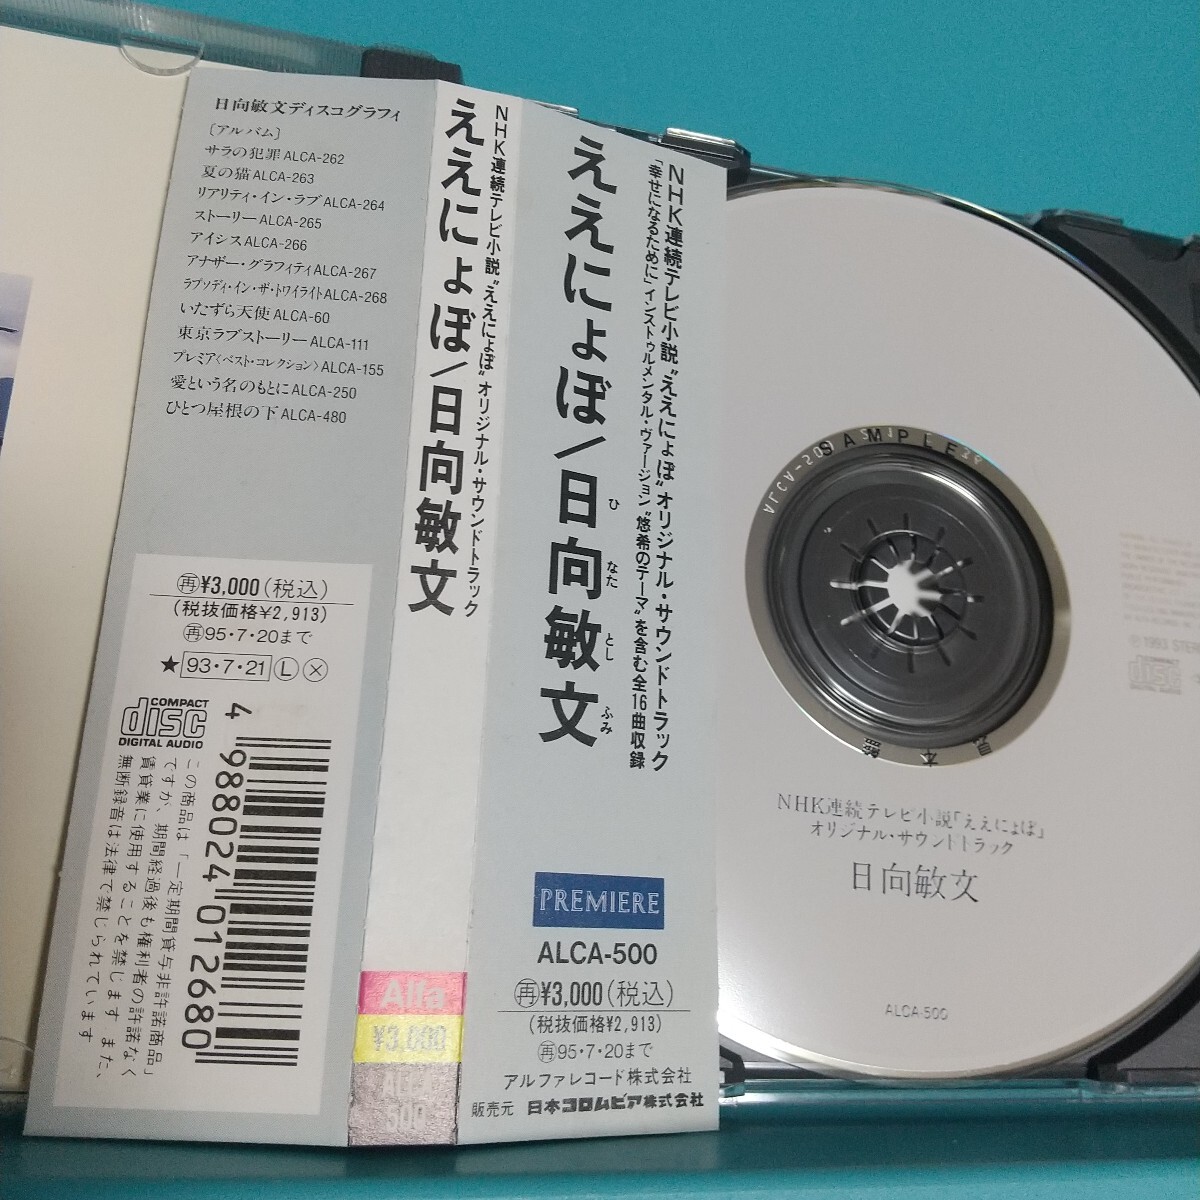 日向敏文ディスコグラフィ
〔アルバム〕
サラの犯罪 ALCA-262
夏の猫 ALCA-263
リアリティ・イン・ラブ ALCA-264
ストーリー ALCA-265
アイシス ALCA-266
アナザー・グラフィティ ALCA-267
ラプソディ・イン・ザ・トワイライト ALCA-268
いたずら天使 ALCA-60
東京ラブストーリー ALCA-111
プレミア〈ベスト・コレクション〉ALCA-155
愛という名のもとに ALCA-250
ひとつ屋根の下 ALCA-480
再¥3,000(税込)
(税抜価格¥2,913)
再95・7・20まで
★93・7・21 L X
COMPACT
disc
DIGITAL AUDIO
4 988024 012680
この商品は「一定期間貸与非許諾商品」
ですが、期間経過後も権利者の許諾なく
賃貸業に使用することを禁じます。また、
無断録音は法律で禁じられています。
NHK連続テレビ小説“ええにょぼ”オリジナル・サウンドトラック
ええにょぼ/日向敏文
Alfa
¥3,000
ALCA
500
NHK連続テレビ小説“ええにょぼ”オリジナル・サウンドトラック
「幸せになるために」インストゥルメンタル・ヴァージョン“悠希のテーマ”を含む全16曲収録
ええにょぼ/日向敏文
ひなたとしふみ
PREMIERE
ALCA-500
再¥3,000(税込)
(税抜価格¥2,913)
再95・7・20まで
アルファレコード株式会社
販売元 日本コロムビア株式会社
SAMPLE
見本盤
℗1993 STER
COMPACT
disc
DIGITAL AUDIO
NHK連続テレビ小説「ええにょぼ」
オリジナル・サウンドトラック
日向敏文
ALCA-500